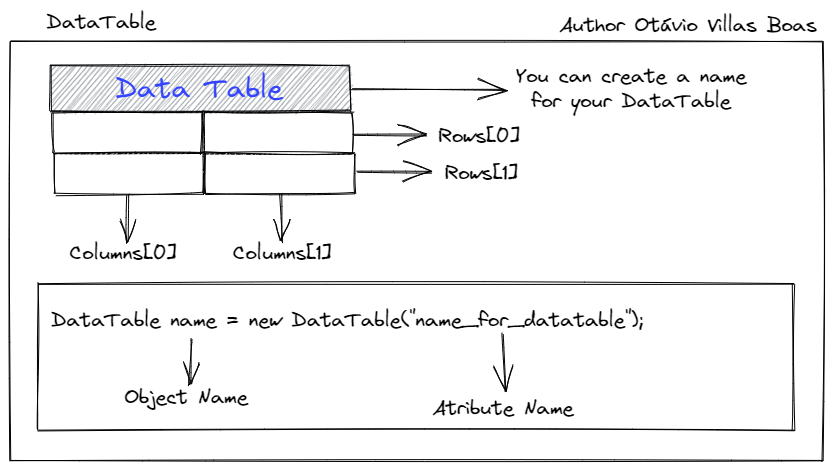 DataTable
Author Otávio Villas Boas
Data Table
You can create a name
for your DataTable
Rows[0]
Rows[1]
Columns[0]
Columns[1]
DataTable name = new DataTable("name_for_datatable");
Object Name
Atribute Name